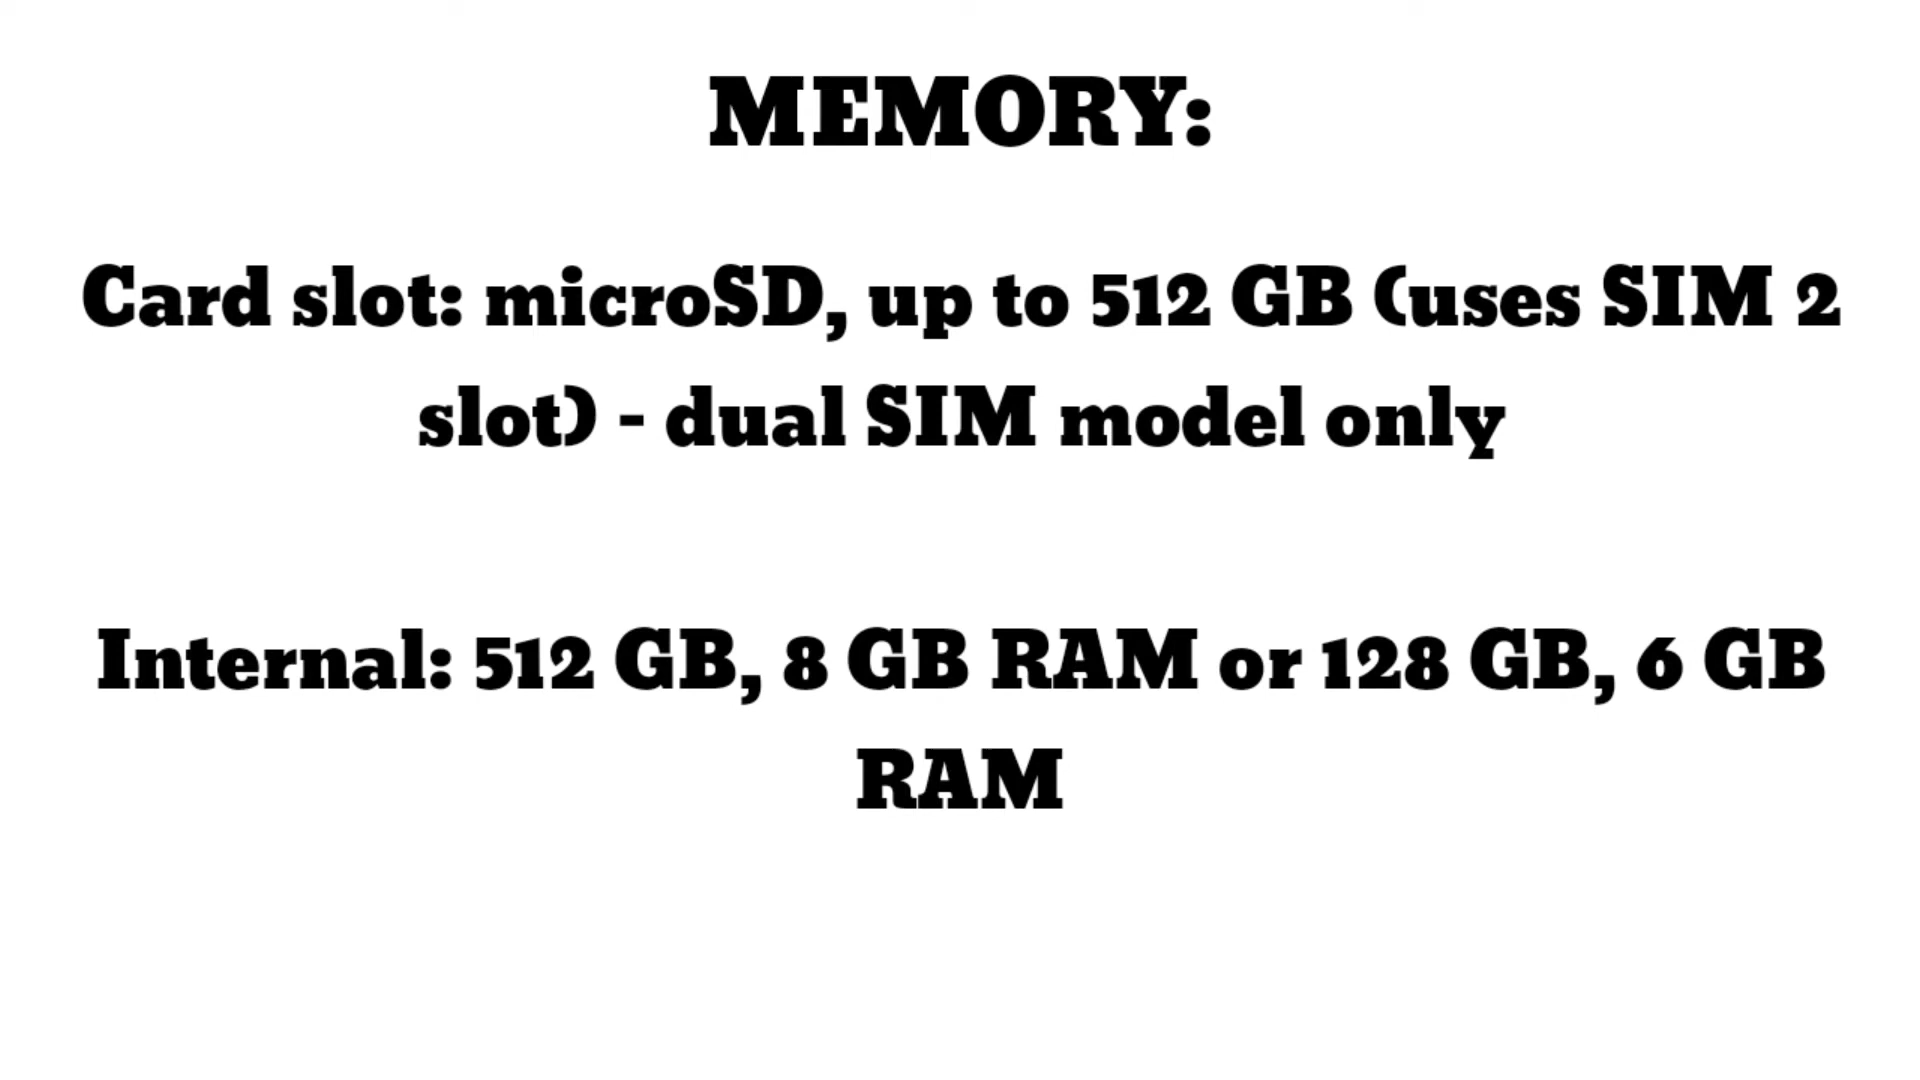 MEMORY:
Card slot: microSD, up to 512 GB (uses SIM 2
slot) - dual SIM model only
Internal: 512 GB, 8 GB RAM or 128 GB, 6 GB
RAM